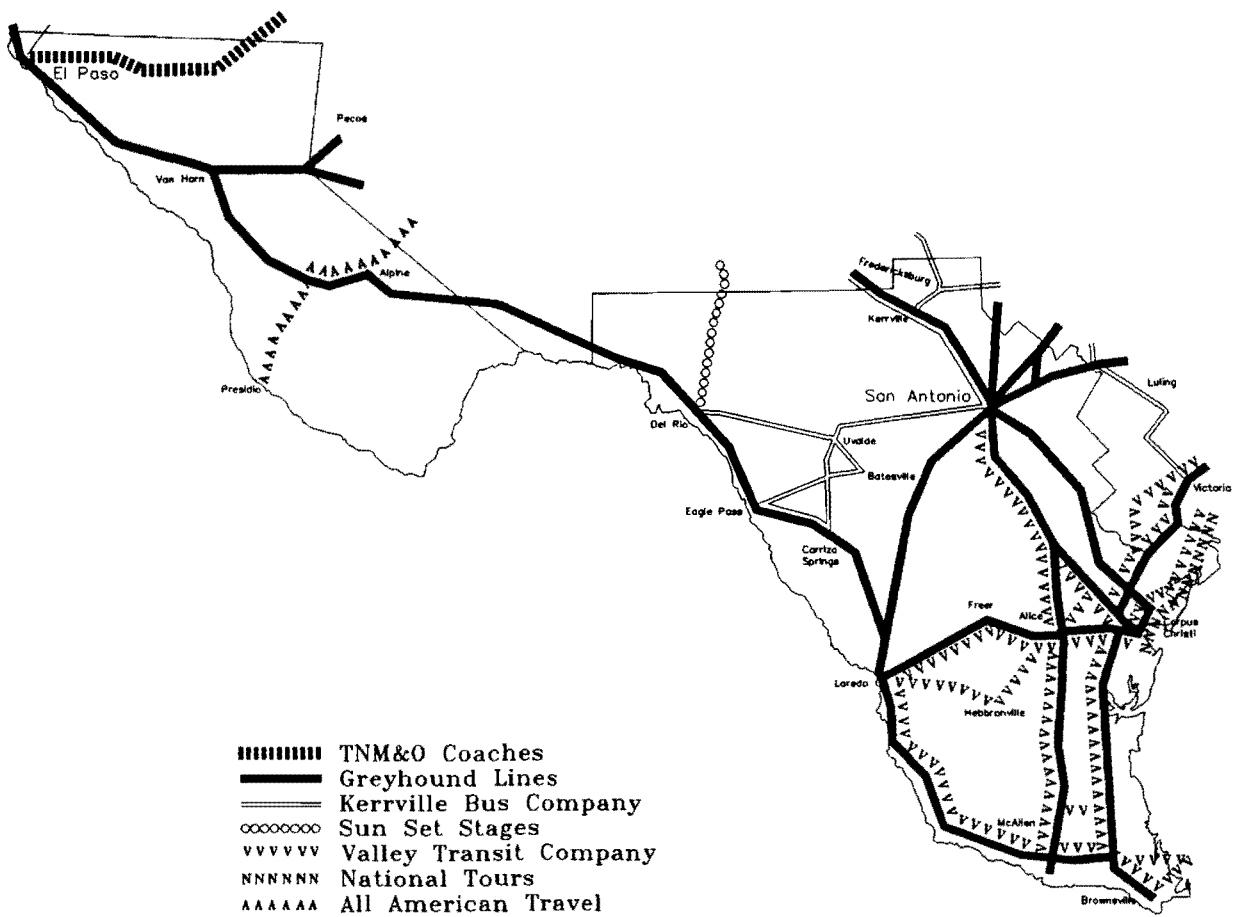 El Paso
Pecos
Van Horn
Alpine
Presidio
Fredericksburg
Kerrville
San Antonio
Luling
Del Rio
Uvalde
Batesville
Victoria
Eagle Pass
Carrizo
Springs
Freer
Alice
Corpus
Christi
Laredo
Hebbronville
McAllen
Brownsville
TNM&O Coaches
Greyhound Lines
Kerrville Bus Company
Sun Set Stages
Valley Transit Company
National Tours
All American Travel